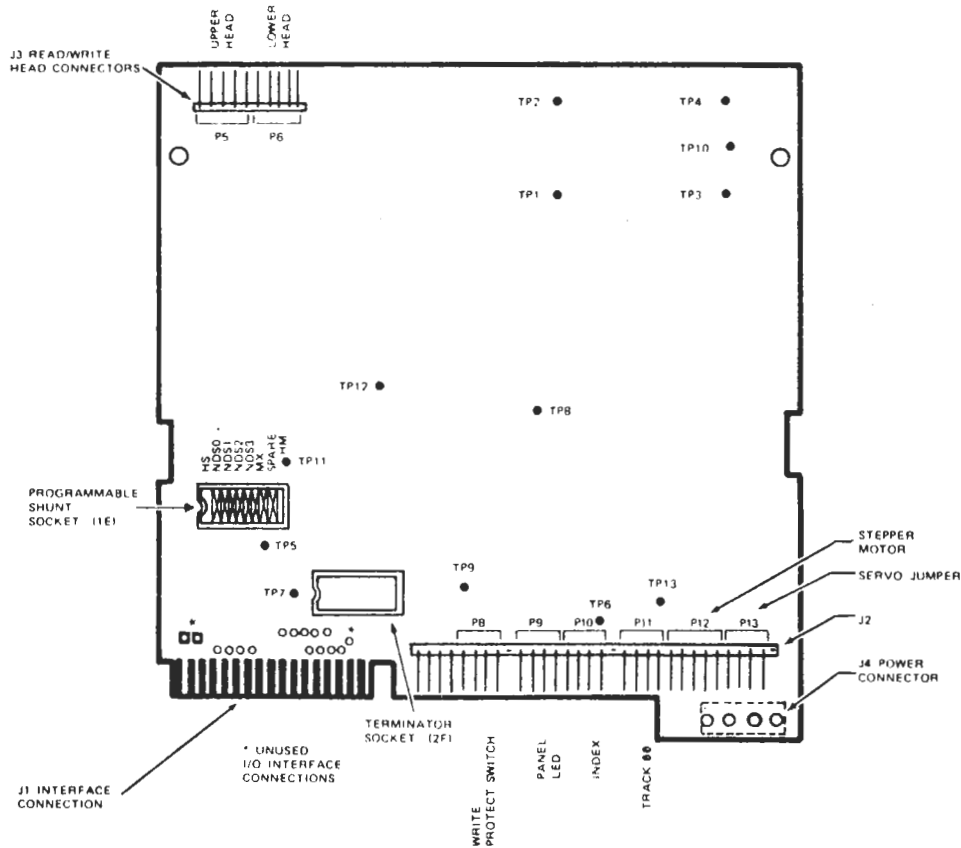 UPPER
HEAD
LOWER
HEAD
J3 READ/WRITE
HEAD CONNECTORS
P5
P6
TP2
TP4
TP10
TP1
TP3
TP12
TP8
HS
NDS0
NDS1
NDS2
NDS3
MX
SPARE
HM
TP11
PROGRAMMABLE
SHUNT
SOCKET (1E)
TP5
TP7
TP9
TP13
TP6
STEPPER
MOTOR
SERVO JUMPER
P8
P9
P10
P11
P12
P13
J2
J4 POWER
CONNECTOR
*
*
TERMINATOR
SOCKET (2F)
* UNUSED
I/O INTERFACE
CONNECTIONS
J1 INTERFACE
CONNECTION
WRITE
PROTECT SWITCH
PANEL
LED
INDEX
TRACK 00